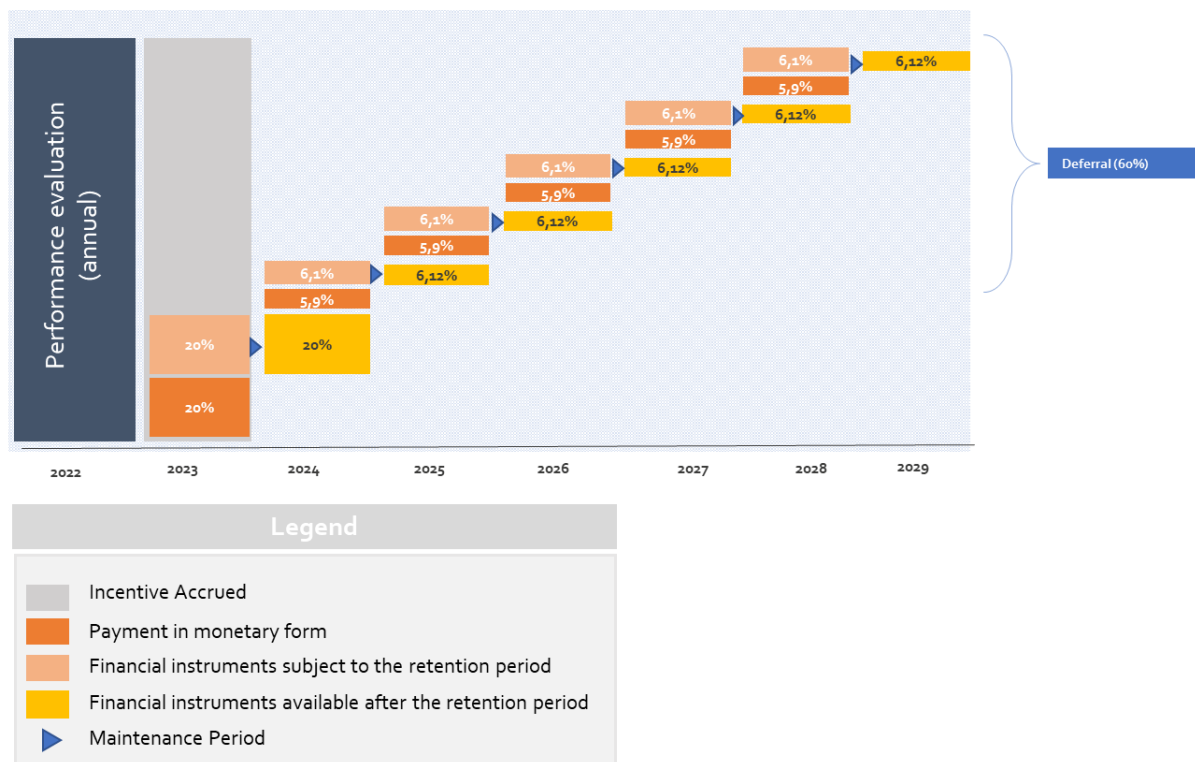 Performance evaluation
(annual)
6,1%
6,12%
5,9%
6,12%
6,1%
5,9%
6,12%
6,1%
5,9%
6,12%
6,1%
5,9%
6,12%
6,1%
5,9%
20%
20%
20%
Deferral (60%)
2022
2023
2024
2025
2026
2027
2028
2029
Legend
Incentive Accrued
Payment in monetary form
Financial instruments subject to the retention period
Financial instruments available after the retention period
Maintenance Period